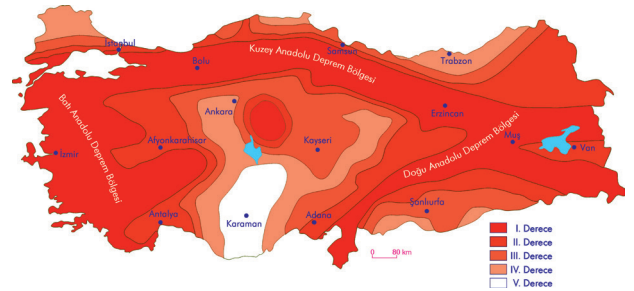 İstanbul
Samsun
Trabzon
Kuzey Anadolu Deprem Bölgesi
Bolu
Ankara
Erzincan
Batı Anadolu Deprem Bölgesi
İzmir
Afyonkarahisar
Kayseri
Muş
Van
Doğu Anadolu Deprem Bölgesi
Antalya
Karaman
Adana
Şanlıurfa
I. Derece
II. Derece
III. Derece
IV. Derece
V. Derece
0 80 km